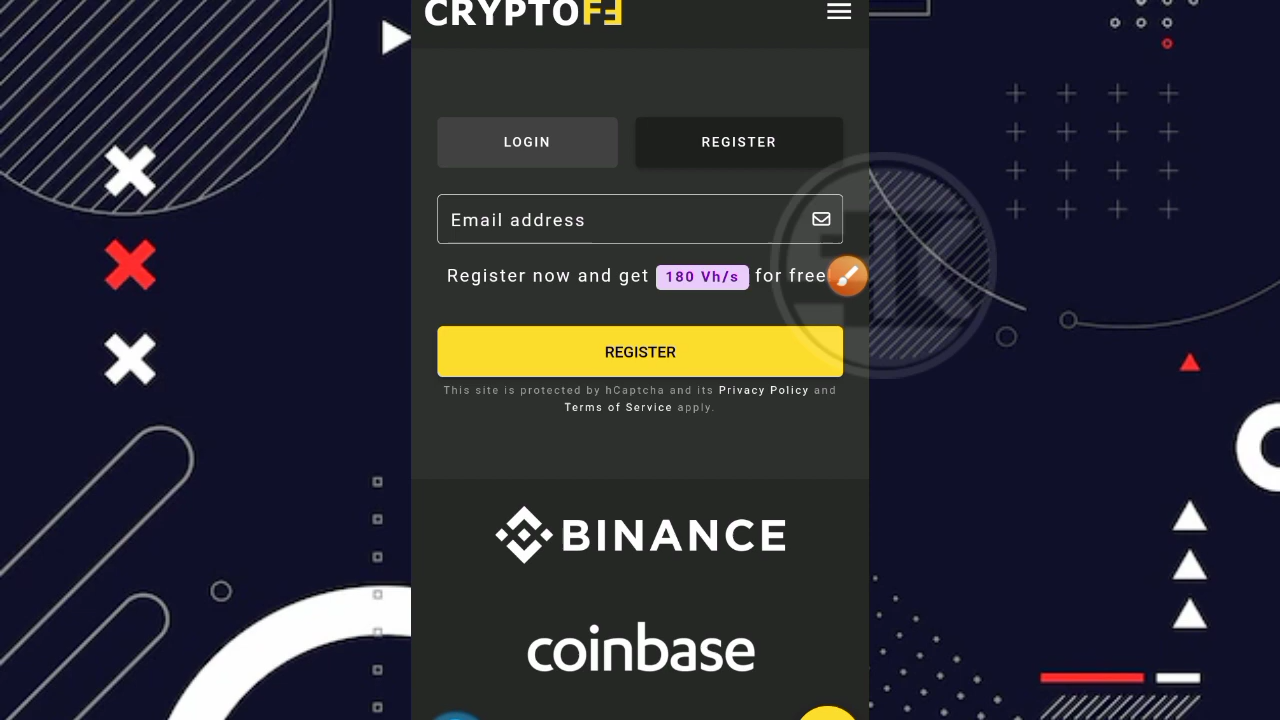 CRYPTOFF
LOGIN
REGISTER
Email address
Register now and get 180 Vh/s for free
REGISTER
This site is protected by hCaptcha and its Privacy Policy and
Terms of Service apply.
BINANCE
coinbase